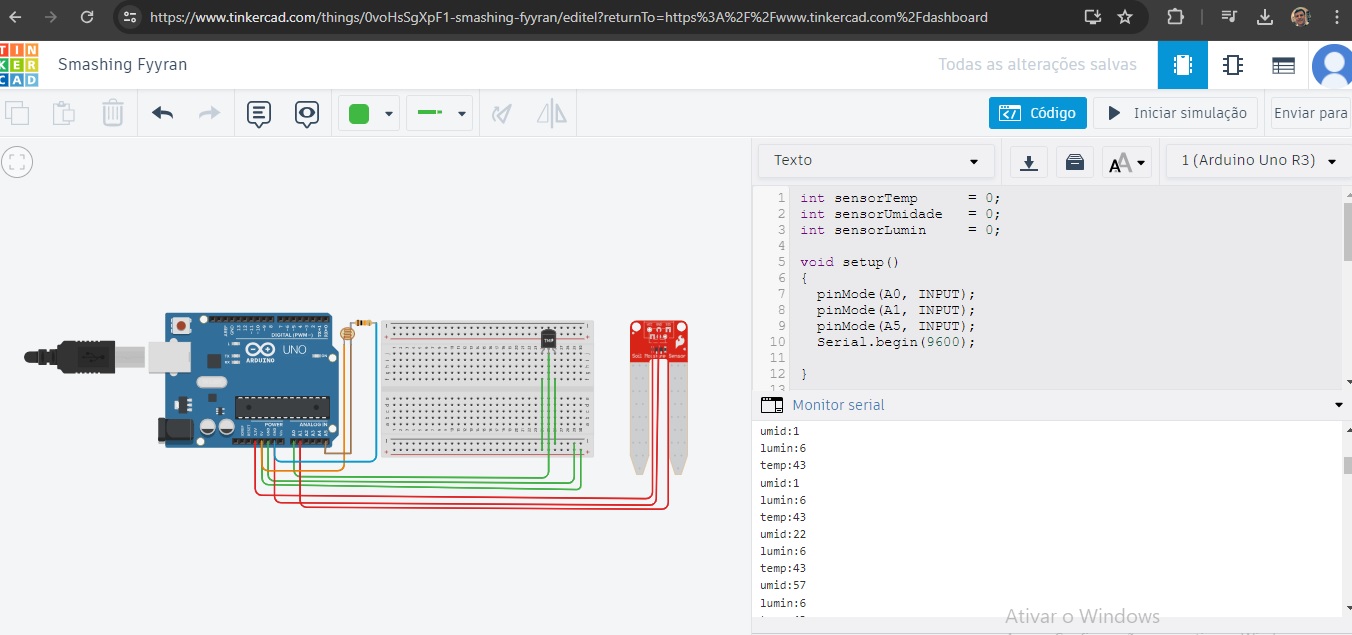 https://www.tinkercad.com/things/0voHsSgXpF1-smashing-fyyran/editel?returnTo=https%3A%2F%2Fwww.tinkercad.com%2Fdashboard
TIN
KER
CAD
Smashing Fyyran
Todas as alterações salvas
Código
Iniciar simulação
Enviar para
Texto
1 (Arduino Uno R3)
1 int sensorTemp = 0;
2 int sensorUmidade = 0;
3 int sensorLumin = 0;
4
5 void setup()
6 {
7 pinMode(A0, INPUT);
8 pinMode(A1, INPUT);
9 pinMode(A5, INPUT);
10 Serial.begin(9600);
11
12 }
13
DIGITAL (PWM~)
UNO
ARDUINO
POWER
ANALOG IN
TMP
Soil Moisture Sensor
Monitor serial
umid:1
lumin:6
temp:43
umid:1
lumin:6
temp:43
umid:22
lumin:6
temp:43
umid:57
lumin:6
Ativar o Windows